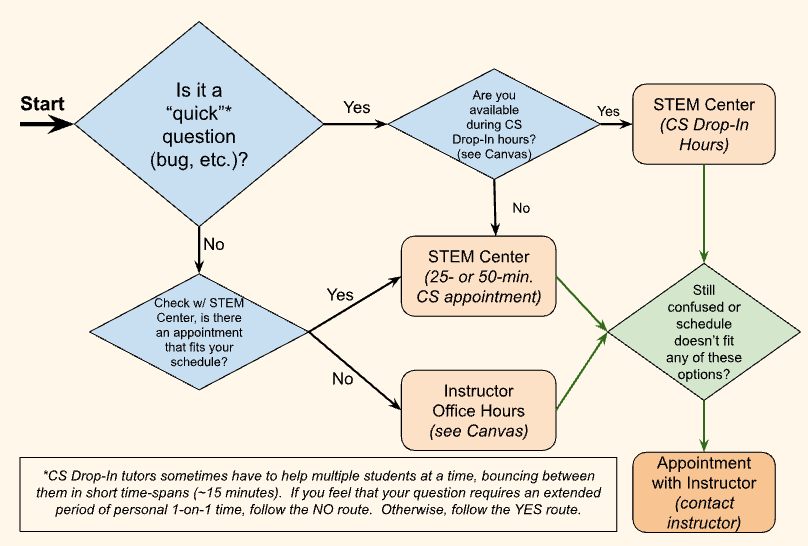 Start
Is it a
“quick”*
question
(bug, etc.)?
Yes
Are you
available
during CS
Drop-In hours?
(see Canvas)
Yes
STEM Center
(CS Drop-In
Hours)
No
No
STEM Center
(25- or 50-min.
CS appointment)
Check w/ STEM
Center, is there
an appointment
that fits your
schedule?
Yes
No
Instructor
Office Hours
(see Canvas)
Still
confused or
schedule
doesn’t fit
any of these
options?
Appointment
with Instructor
(contact
instructor)
*CS Drop-In tutors sometimes have to help multiple students at a time, bouncing between
them in short time-spans (~15 minutes).  If you feel that your question requires an extended
period of personal 1-on-1 time, follow the NO route.  Otherwise, follow the YES route.